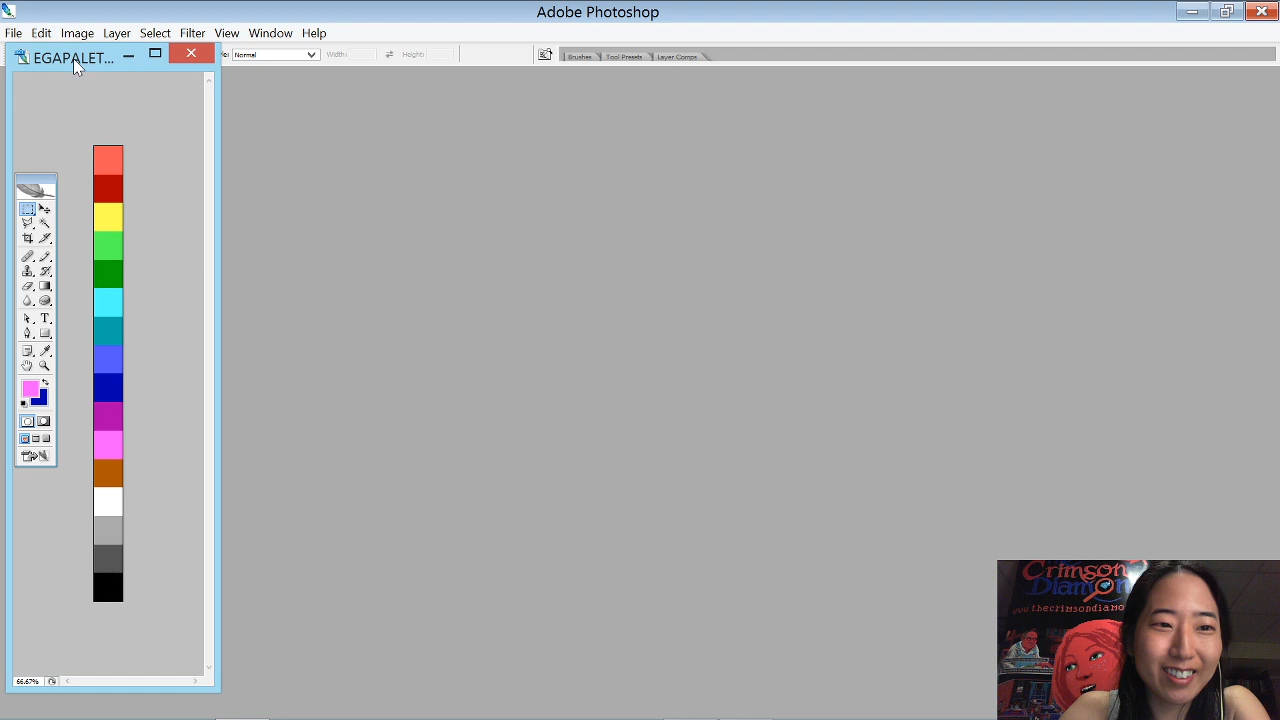 Adobe Photoshop
File Edit Image Layer Select Filter View Window Help
EGAPALET...
Normal
Width:
Height:
Brushes
Tool Presets
Layer Comps
T
66.67%
Crimson
Diamon
www.thecrimsondiamo